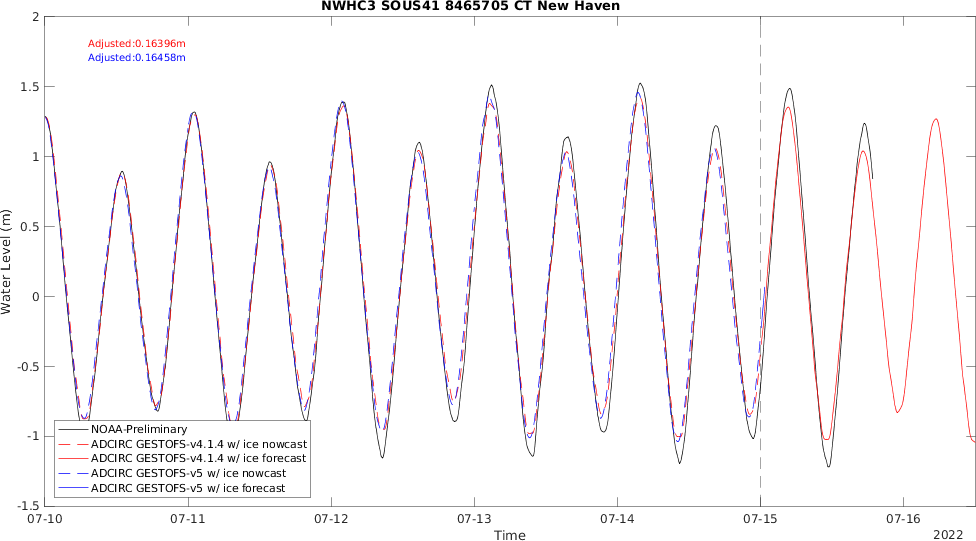 NWHC3 SOUS41 8465705 CT New Haven
2
Adjusted:0.16396m
Adjusted:0.16458m
1.5
1
0.5
0
-0.5
-1
-1.5
Water Level (m)
NOAA-Preliminary
ADCIRC GESTOFS-v4.1.4 w/ ice nowcast
ADCIRC GESTOFS-v4.1.4 w/ ice forecast
ADCIRC GESTOFS-v5 w/ ice nowcast
ADCIRC GESTOFS-v5 w/ ice forecast
07-10 07-11 07-12 07-13 07-14 07-15 07-16
Time
2022